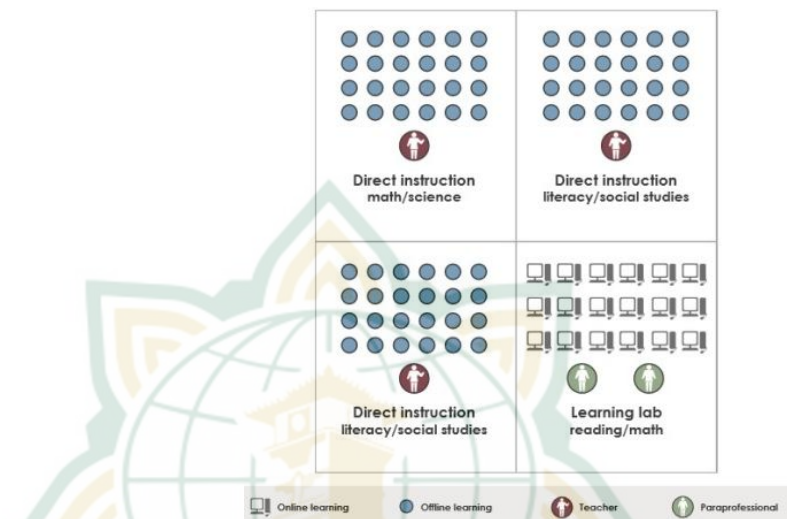 Direct instruction
math/science
Direct instruction
literacy/social studies
Direct instruction
literacy/social studies
Learning lab
reading/math
Online learning
Offline learning
Teacher
Paraprofessional